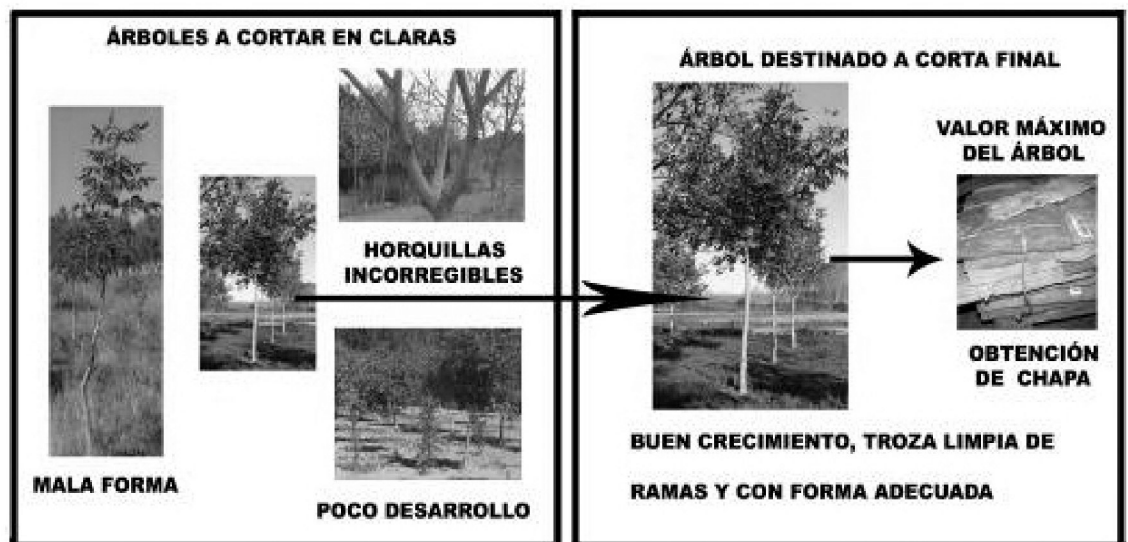 ÁRBOLES A CORTAR EN CLARAS
HORQUILLAS
INCORREGIBLES
MALA FORMA
POCO DESARROLLO
ÁRBOL DESTINADO A CORTA FINAL
VALOR MÁXIMO
DEL ÁRBOL
OBTENCIÓN
DE CHAPA
BUEN CRECIMIENTO, TROZA LIMPIA DE
RAMAS Y CON FORMA ADECUADA